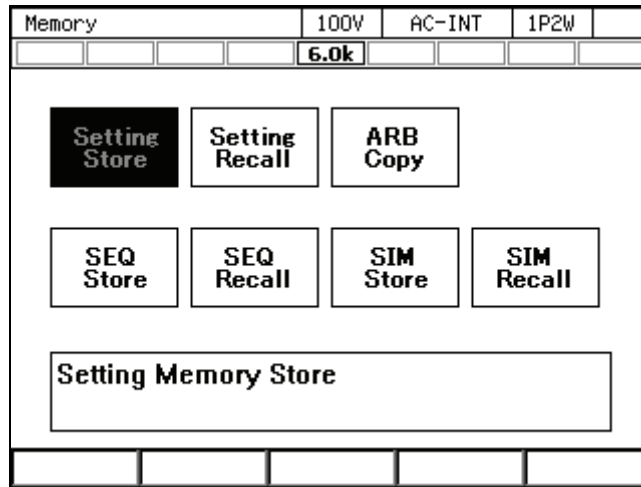 Memory 100V AC-INT 1P2W
6.0k
Setting Store
Setting Recall
ARB Copy
SEQ Store
SEQ Recall
SIM Store
SIM Recall
Setting Memory Store